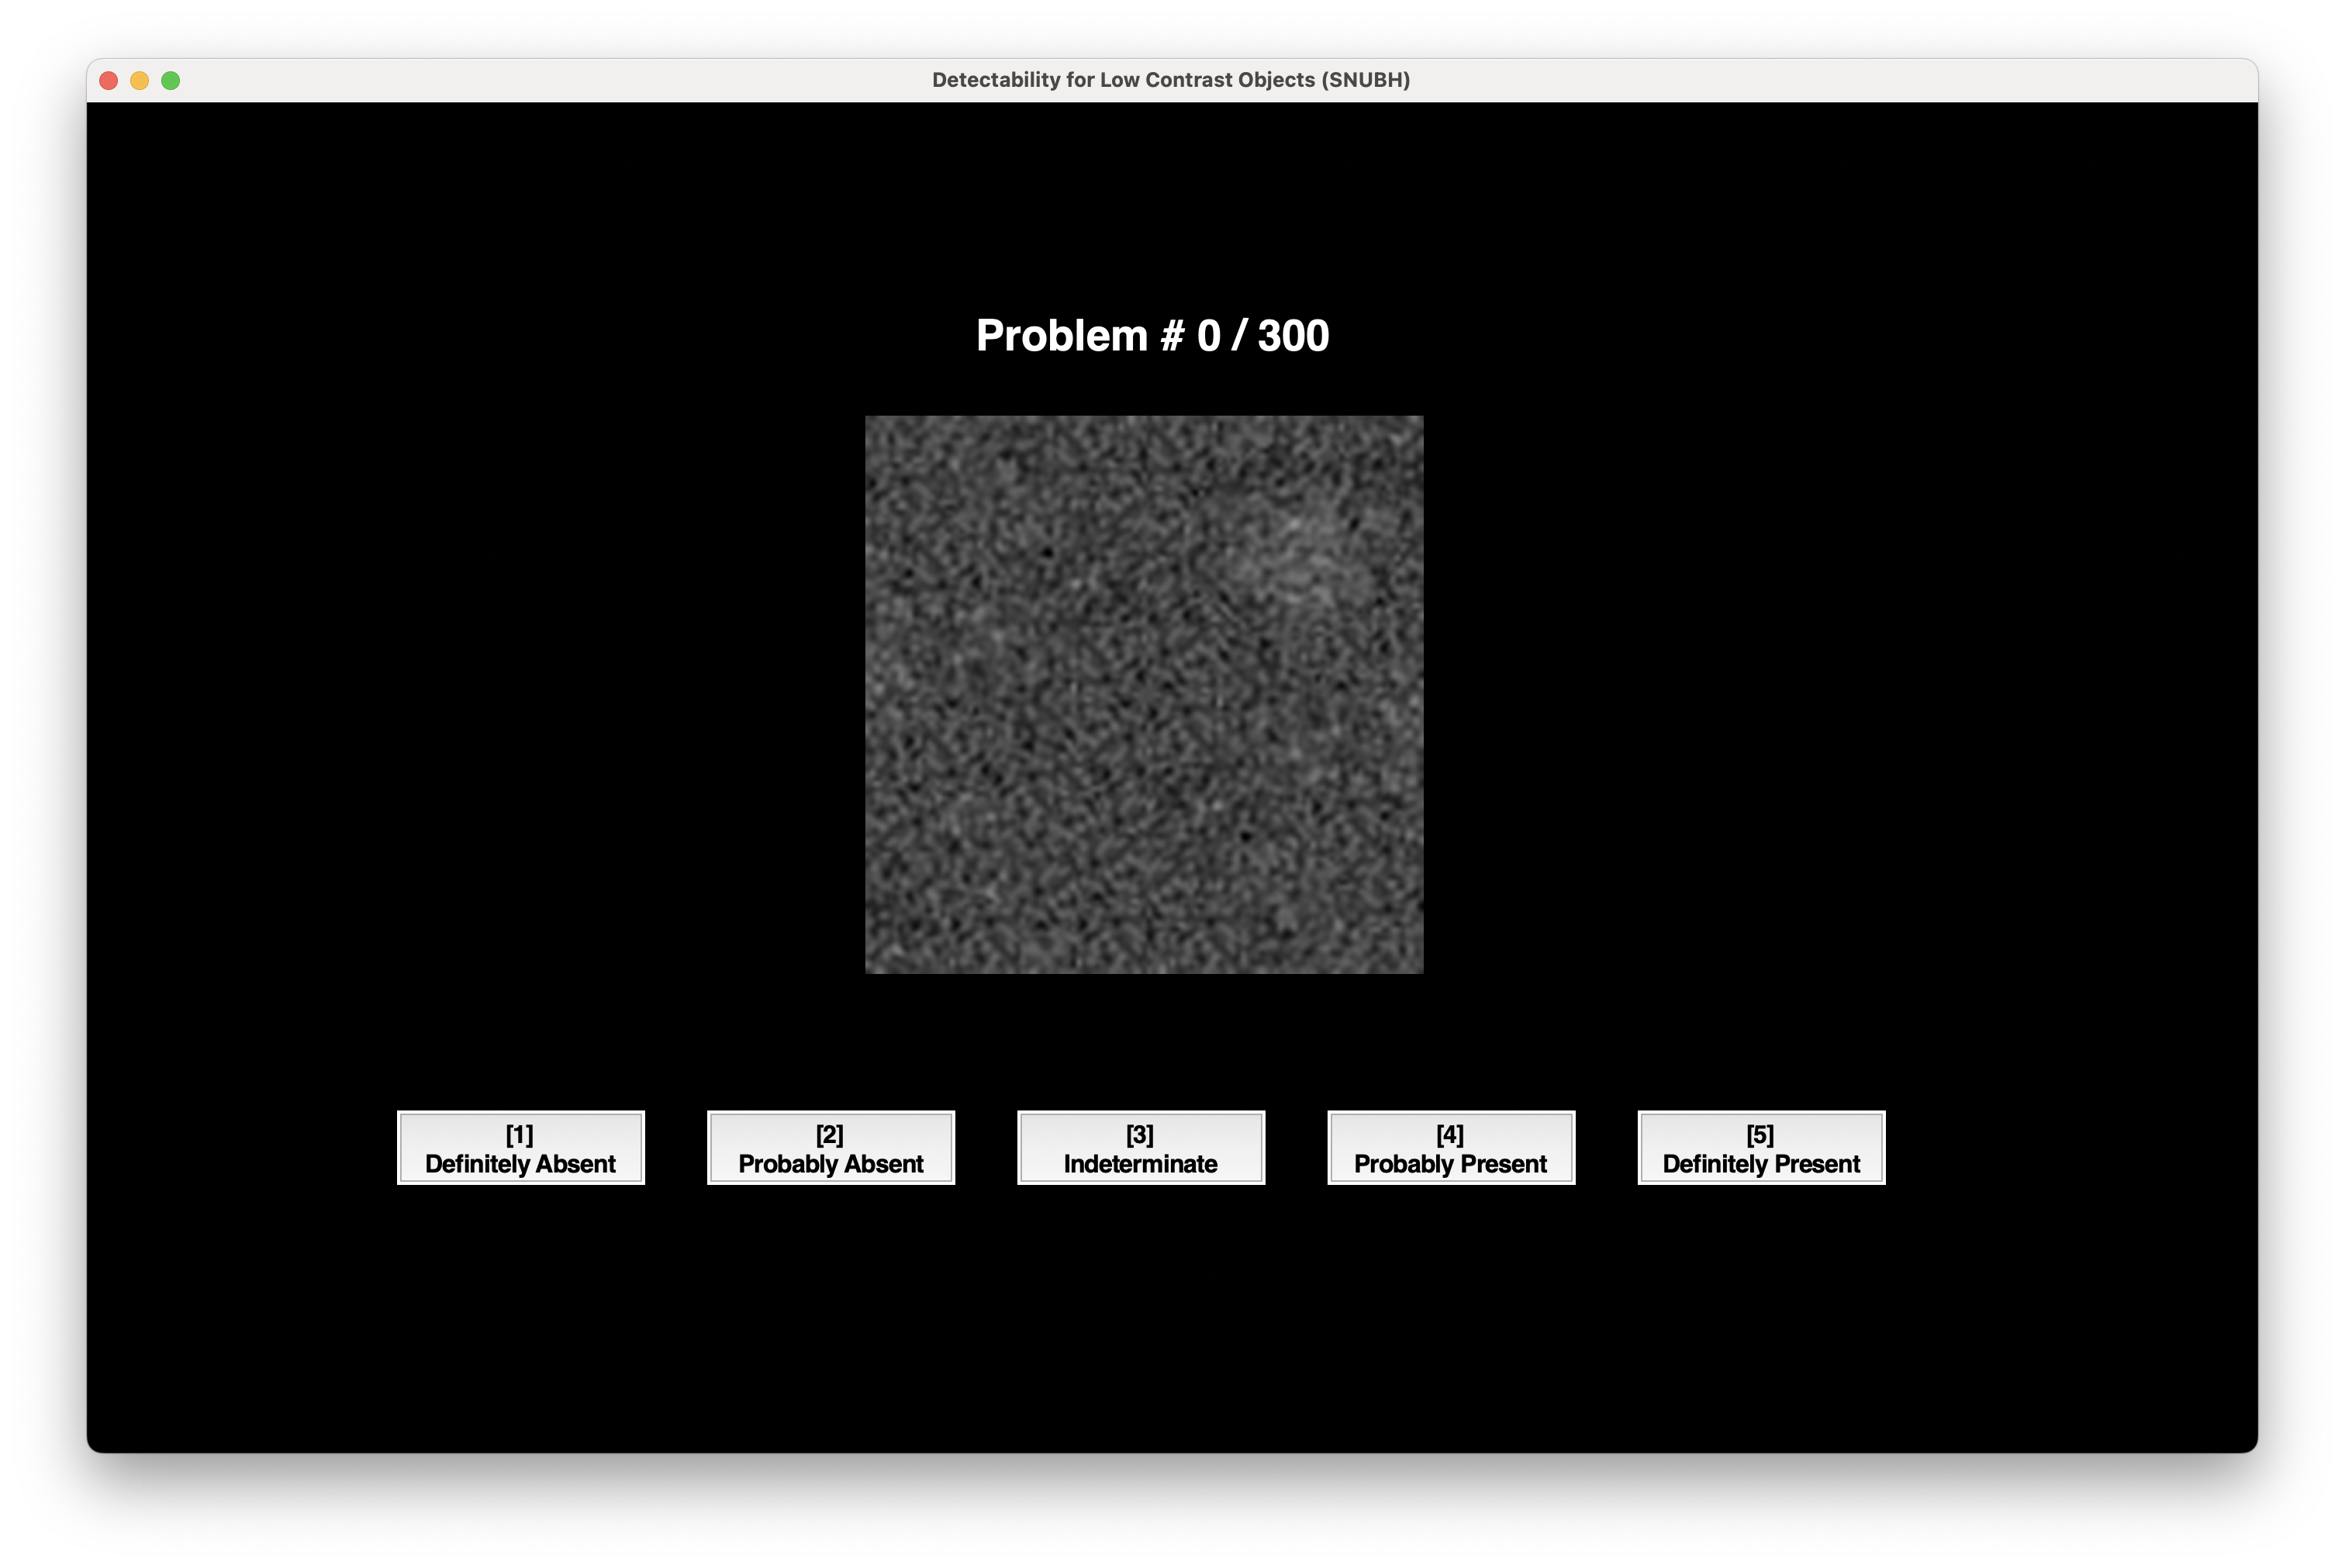 Detectability for Low Contrast Objects (SNUBH)
Problem # 0 / 300
[1]
Definitely Absent
[2]
Probably Absent
[3]
Indeterminate
[4]
Probably Present
[5]
Definitely Present